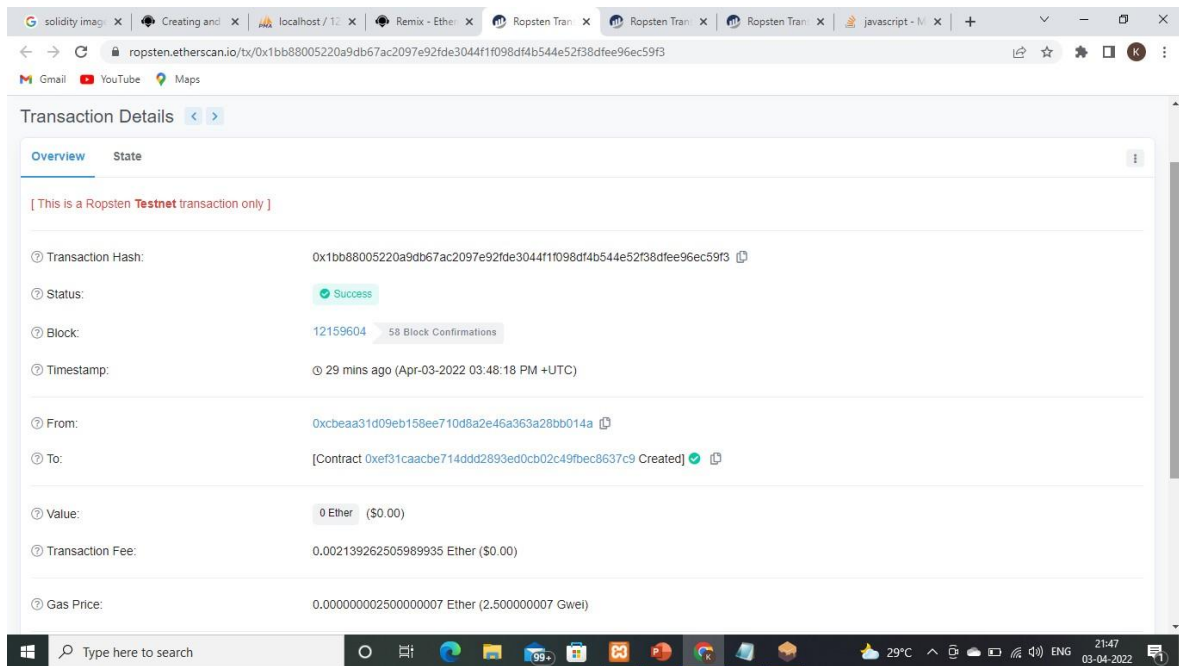 solidity imag
Creating and
localhost / 12
Remix - Ether
Ropsten Tran
Ropsten Tran
Ropsten Tran
javascript - M
ropsten.etherscan.io/tx/0x1bb88005220a9db67ac2097e92fde3044f1f098df4b544e52f38dfee96ec59f3
K
Gmail YouTube Maps
Transaction Details
Overview State
[ This is a Ropsten Testnet transaction only ]
Transaction Hash: 0x1bb88005220a9db67ac2097e92fde3044f1f098df4b544e52f38dfee96ec59f3
Status: Success
Block: 12159604 58 Block Confirmations
Timestamp: 29 mins ago (Apr-03-2022 03:48:18 PM +UTC)
From: 0xcbeaa31d09eb158ee710d8a2e46a363a28bb014a
To: [Contract 0xef31caacbe714ddd2893ed0cb02c49fbec8637c9 Created]
Value: 0 Ether ($0.00)
Transaction Fee: 0.002139262505989935 Ether ($0.00)
Gas Price: 0.000000002500000007 Ether (2.500000007 Gwei)
Type here to search
99+
29°C
ENG
21:47
03-04-2022